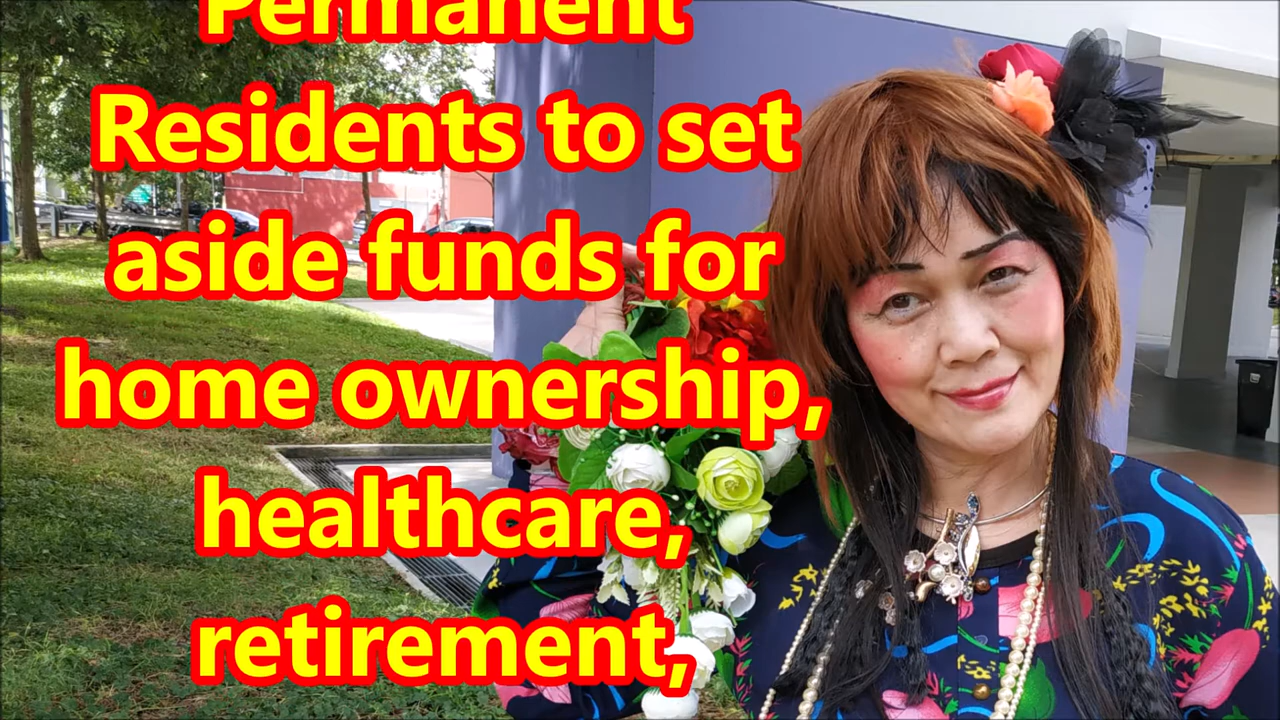 Permanent
Residents to set
aside funds for
home ownership,
healthcare,
retirement,